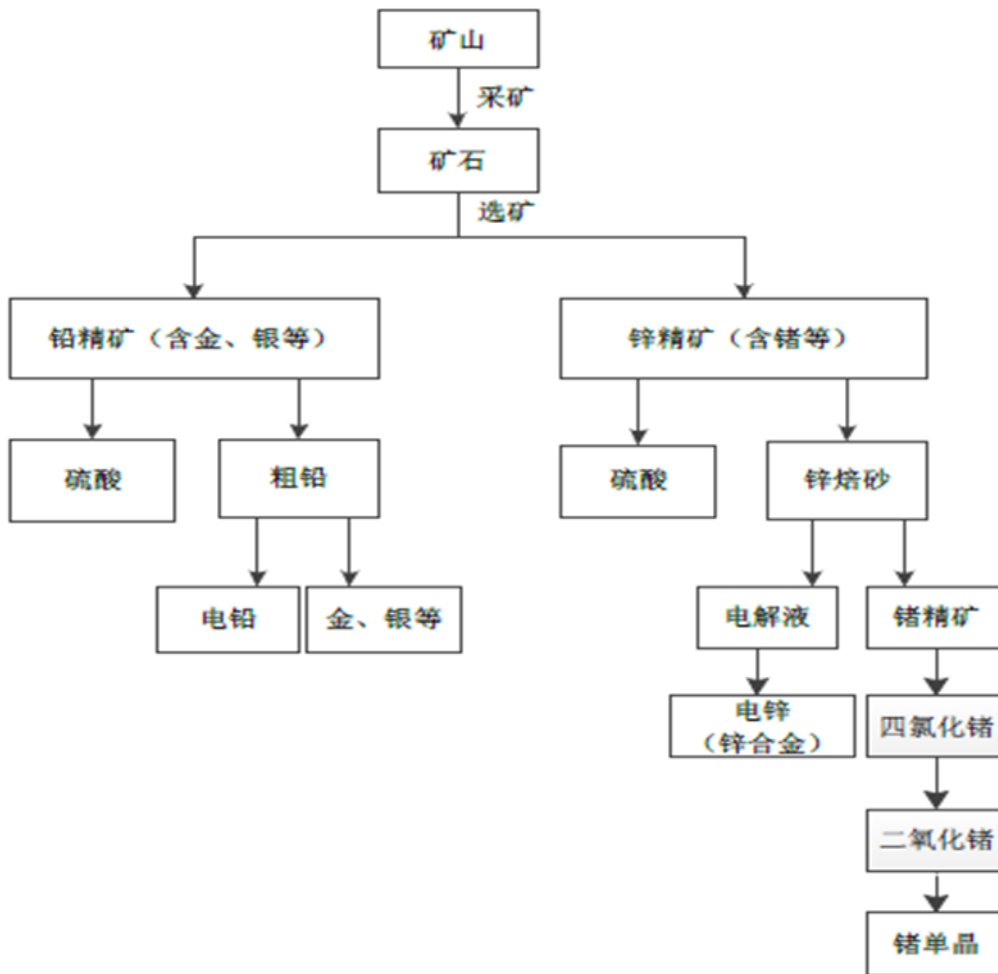 矿山
采矿
矿石
选矿
铅精矿（含金、银等）
锌精矿（含锗等）
硫酸
粗铅
硫酸
锌焙砂
电铅
金、银等
电解液
锗精矿
电锌
（锌合金）
四氯化锗
二氧化锗
锗单晶